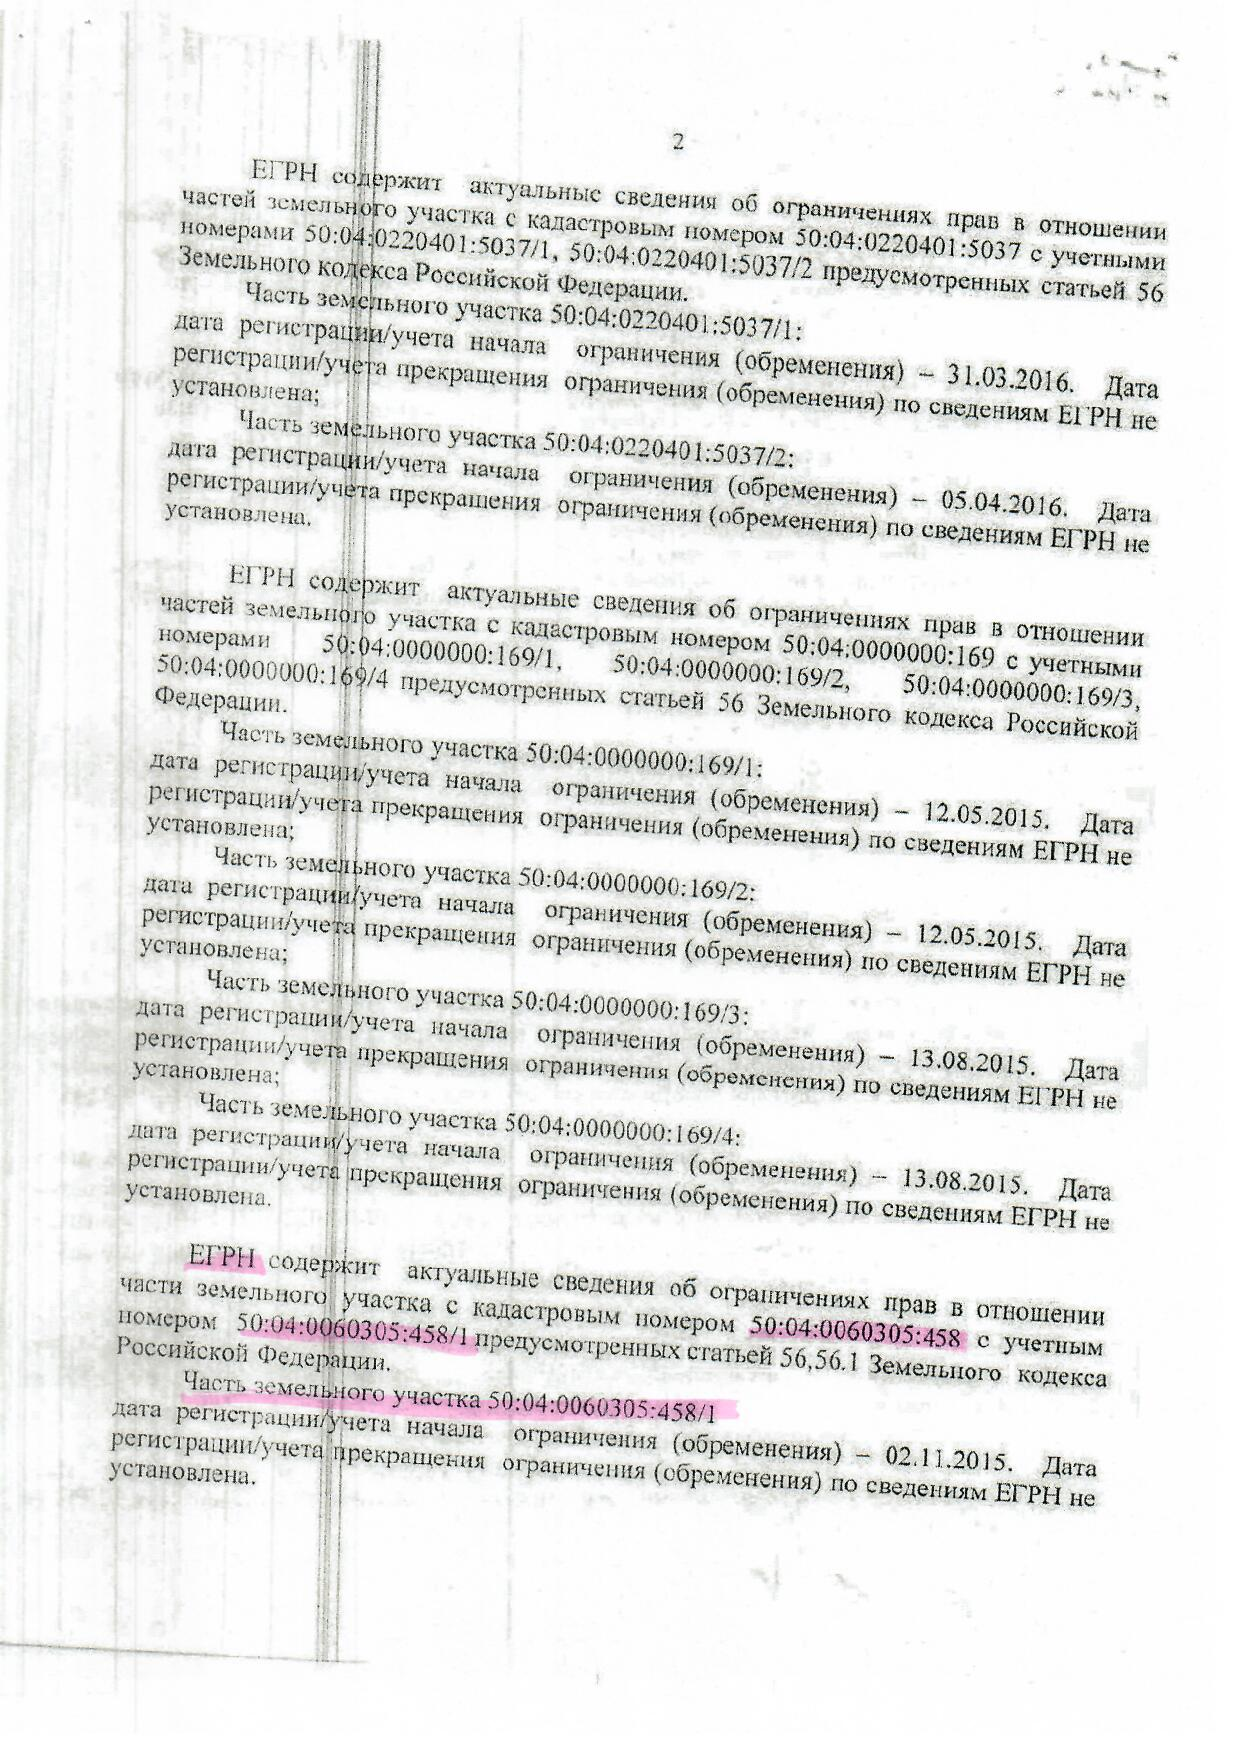 2
ЕГРН содержит актуальные сведения об ограничениях прав в отношении
частей земельного участка с кадастровым номером 50:04:0220401:5037 с учетными
номерами 50:04:0220401:5037/1, 50:04:0220401:5037/2 предусмотренных статьей 56
Земельного кодекса Российской Федерации.
Часть земельного участка 50:04:0220401:5037/1:
дата регистрации/учета начала ограничения (обременения) – 31.03.2016. Дата
регистрации/учета прекращения ограничения (обременения) по сведениям ЕГРН не
установлена;
Часть земельного участка 50:04:0220401:5037/2:
дата регистрации/учета начала ограничения (обременения) – 05.04.2016. Дата
регистрации/учета прекращения ограничения (обременения) по сведениям ЕГРН не
установлена.
ЕГРН содержит актуальные сведения об ограничениях прав в отношении
частей земельного участка с кадастровым номером 50:04:0000000:169 с учетными
номерами 50:04:0000000:169/1, 50:04:0000000:169/2, 50:04:0000000:169/3,
50:04:0000000:169/4 предусмотренных статьей 56 Земельного кодекса Российской
Федерации.
Часть земельного участка 50:04:0000000:169/1:
дата регистрации/учета начала ограничения (обременения) – 12.05.2015. Дата
регистрации/учета прекращения ограничения (обременения) по сведениям ЕГРН не
установлена;
Часть земельного участка 50:04:0000000:169/2:
дата регистрации/учета начала ограничения (обременения) – 12.05.2015. Дата
регистрации/учета прекращения ограничения (обременения) по сведениям ЕГРН не
установлена;
Часть земельного участка 50:04:0000000:169/3:
дата регистрации/учета начала ограничения (обременения) – 13.08.2015. Дата
регистрации/учета прекращения ограничения (обременения) по сведениям ЕГРН не
установлена;
Часть земельного участка 50:04:0000000:169/4:
дата регистрации/учета начала ограничения (обременения) – 13.08.2015. Дата
регистрации/учета прекращения ограничения (обременения) по сведениям ЕГРН не
установлена.
ЕГРН содержит актуальные сведения об ограничениях прав в отношении
части земельного участка с кадастровым номером 50:04:0060305:458 с учетным
номером 50:04:0060305:458/1 предусмотренных статьей 56,56.1 Земельного кодекса
Российской Федерации.
Часть земельного участка 50:04:0060305:458/1
дата регистрации/учета начала ограничения (обременения) – 02.11.2015. Дата
регистрации/учета прекращения ограничения (обременения) по сведениям ЕГРН не
установлена.